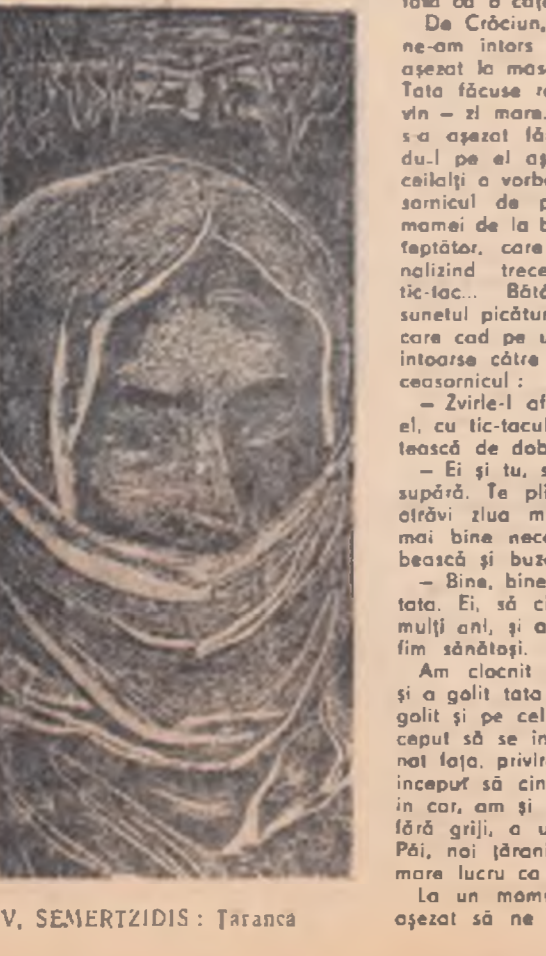 De Crăciun,
ne-am întors
așezat la mas
Tata făcuse
vin – zi mare.
s-a așezat fă
du-l pe el aș
ceilalți a vorb
sornicul de p
mamei de la b
feptător, care
nalizînd trece
tic-tac... Bătă
sunetul picătur
care cad pe u
întoarse către
ceasornicul :
– Zvîrle-l af
el, cu tic-tacul
tească de dob
– Ei și tu, s
supără. Te pli
otrăvi ziua m
mai bine nece
bească și buz
– Bine, bine
tata. Ei, să ci
mulți ani, și a
fim sănătoși.
Am clocnit
și a golit tata
golit și pe cel
ceput să se în
nat fața, privir
început să cin
în cor, am și
fără griji, a u
Păi, noi țăran
mare lucru ca
La un mom
așezat să ne
V. SEMERTZIDIS : Țăranca